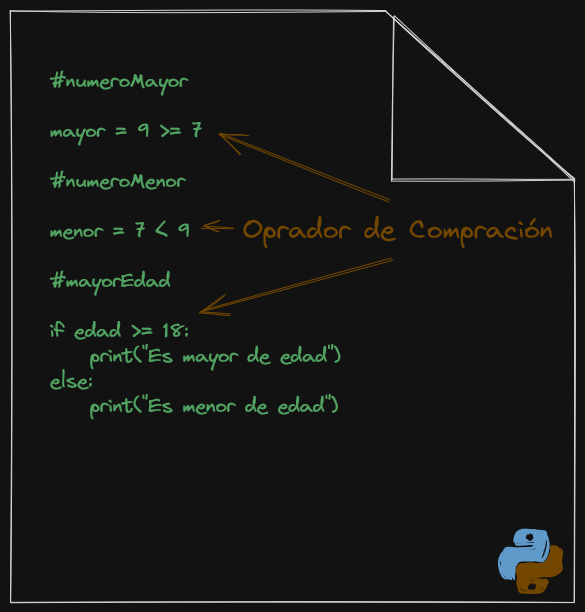 #numeroMayor
mayor = 9 >= 7
#numeroMenor
menor = 7 < 9
Oprador de Compración
#mayorEdad
if edad >= 18:
print("Es mayor de edad")
else:
print("Es menor de edad")